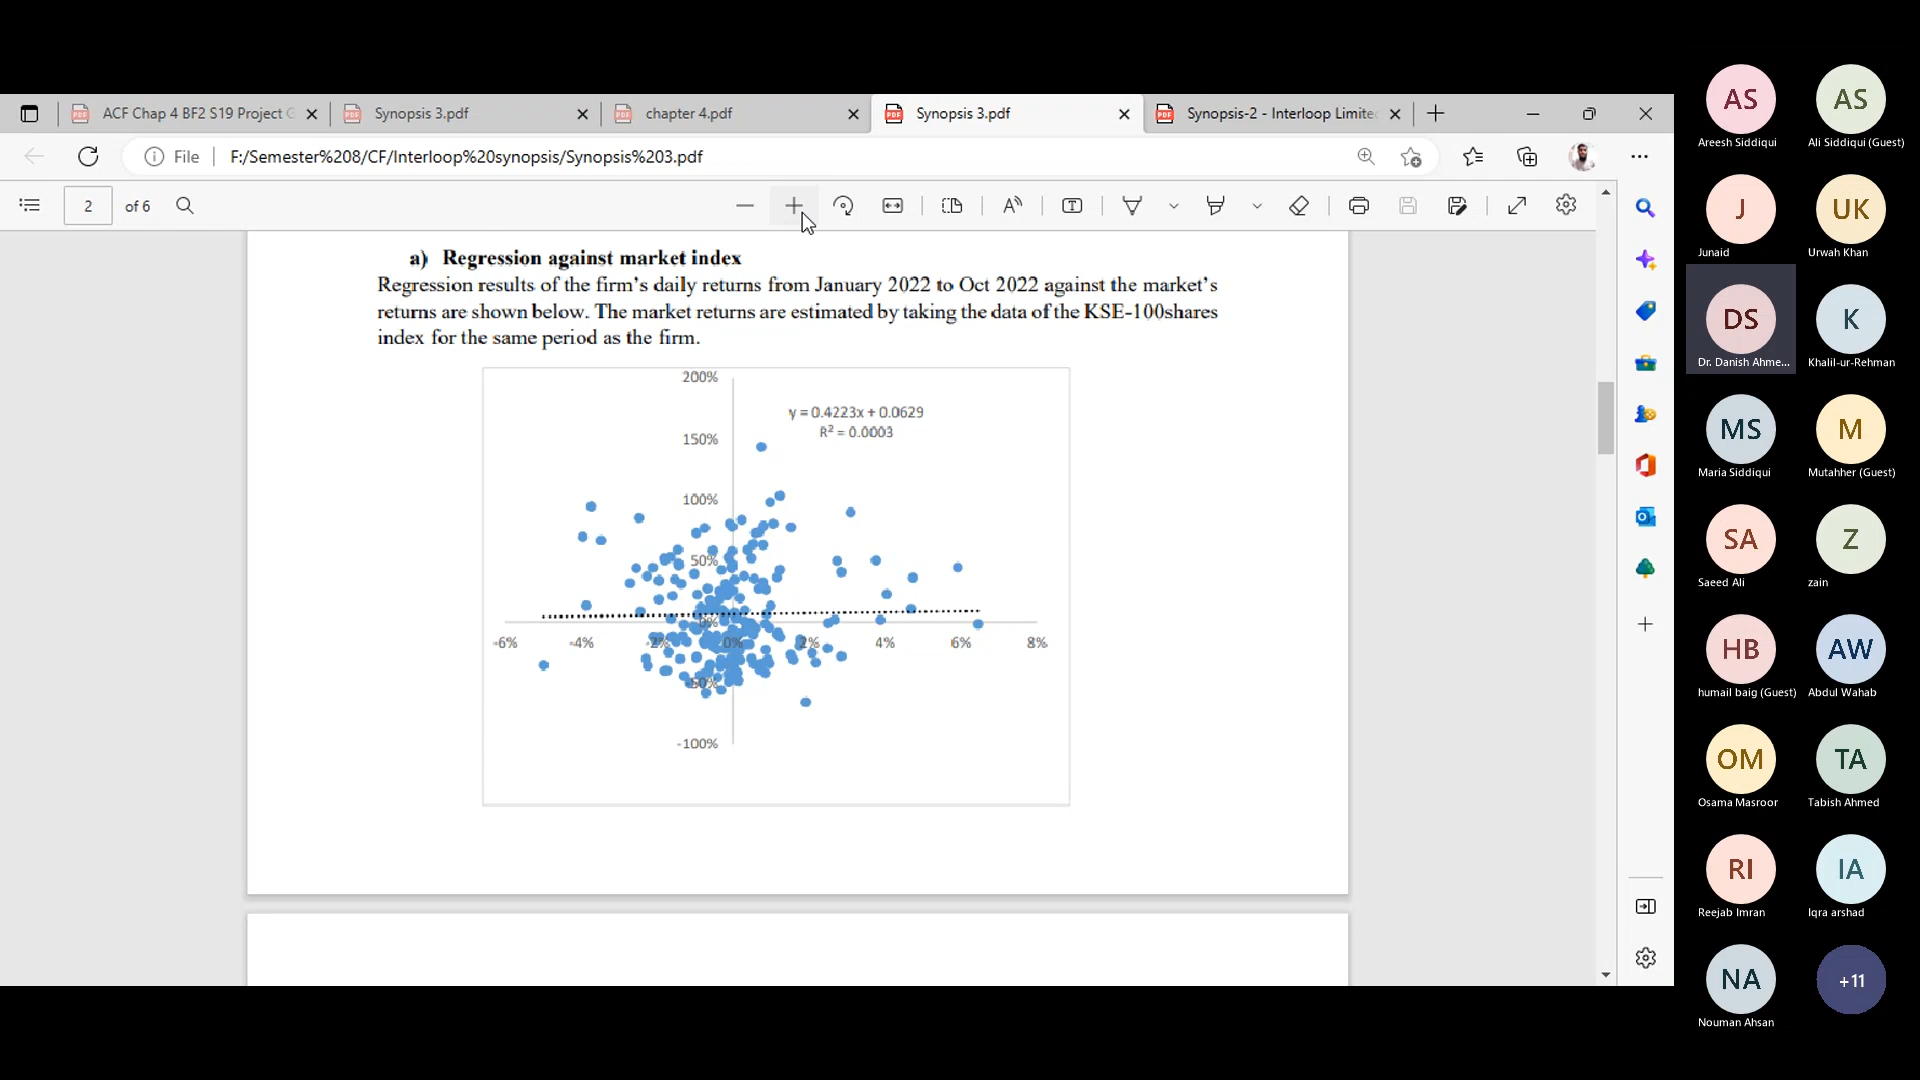 ACF Chap 4 BF2 S19 Project G
Synopsis 3.pdf
chapter 4.pdf
Synopsis 3.pdf
Synopsis-2 - Interloop Limite
File
F:/Semester%208/CF/Interloop%20synopsis/Synopsis%203.pdf
2 of 6
a) Regression against market index
Regression results of the firm's daily returns from January 2022 to Oct 2022 against the market's
returns are shown below. The market returns are estimated by taking the data of the KSE-100shares
index for the same period as the firm.
200%
y = 0.4223x + 0.0629
R² = 0.0003
150%
100%
50%
0%
-6% -4% -2% 0% 2% 4% 6% 8%
-50%
-100%
AS AS
Areesh Siddiqui Ali Siddiqui (Guest)
J UK
Junaid Urwah Khan
DS K
Dr. Danish Ahme... Khalil-ur-Rehman
MS M
Maria Siddiqui Mutahher (Guest)
SA Z
Saeed Ali zain
HB AW
humail baig (Guest) Abdul Wahab
OM TA
Osama Masroor Tabish Ahmed
RI IA
Reejab Imran Iqra arshad
NA +11
Nouman Ahsan